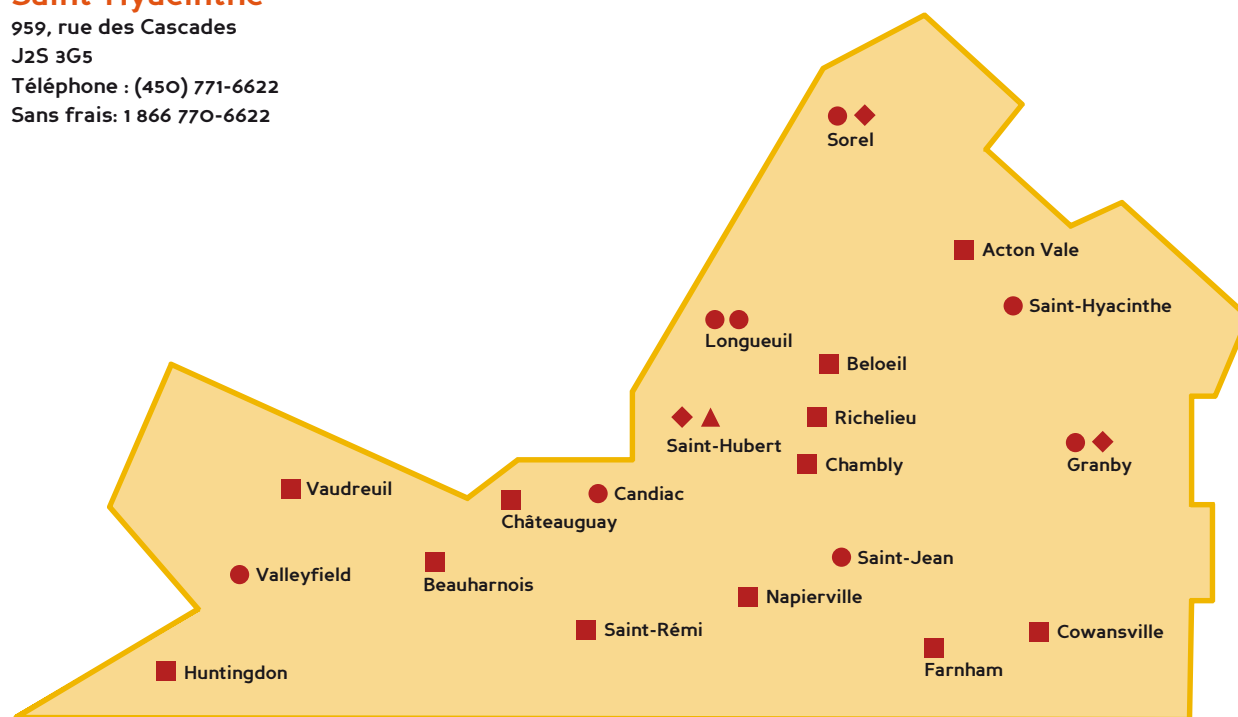 Saint-Hyacinthe
959, rue des Cascades
J2S 3G5
Téléphone : (450) 771-6622
Sans frais: 1 866 770-6622
Sorel
Acton Vale
Saint-Hyacinthe
Longueuil
Beloeil
Richelieu
Saint-Hubert
Chambly
Granby
Vaudreuil
Candiac
Châteauguay
Saint-Jean
Valleyfield
Beauharnois
Napierville
Saint-Rémi
Cowansville
Farnham
Huntingdon